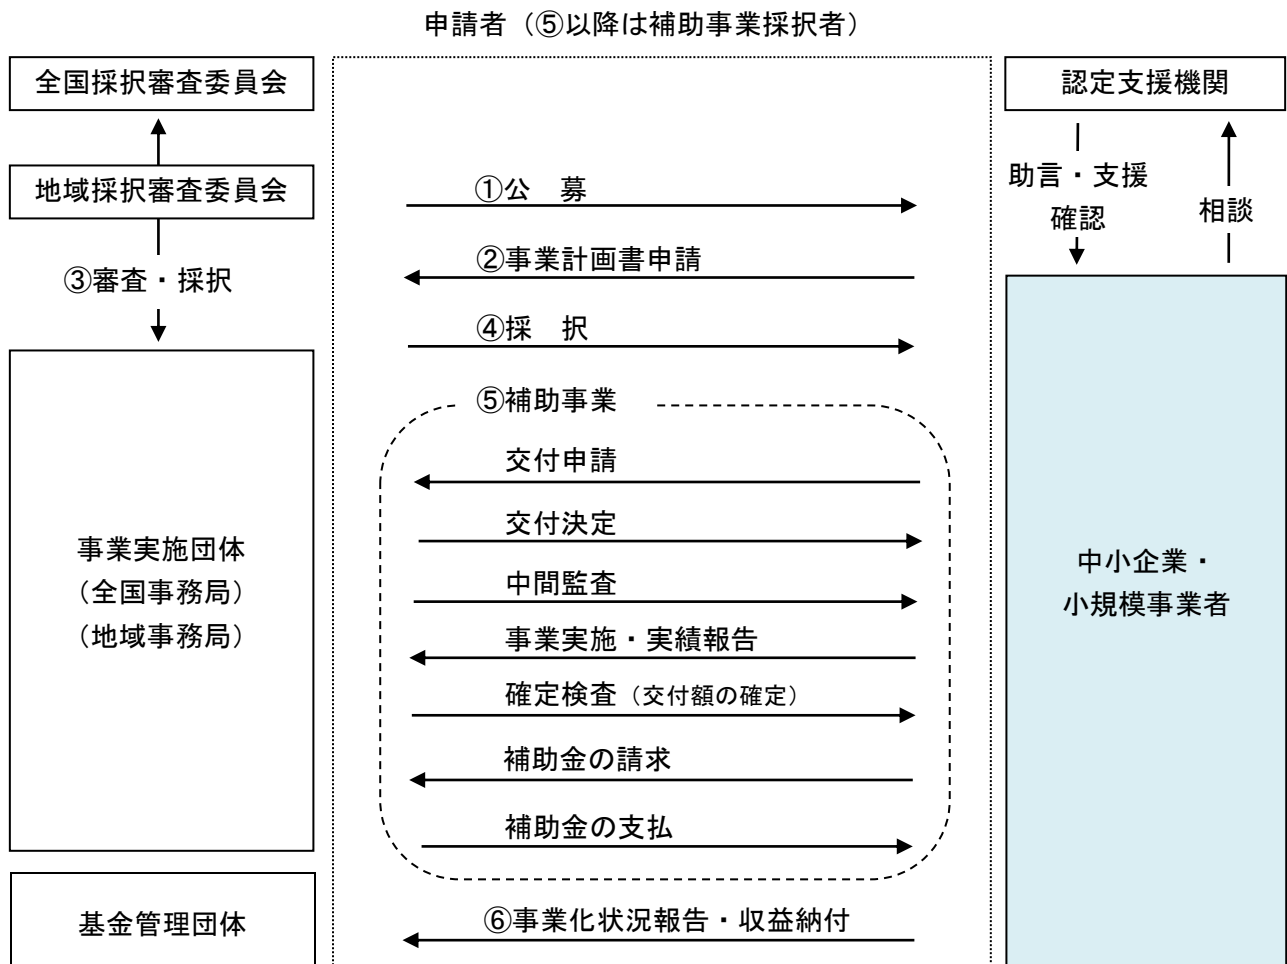 申請者（⑤以降は補助事業採択者）
全国採択審査委員会
地域採択審査委員会
③審査・採択
事業実施団体
（全国事務局）
（地域事務局）
基金管理団体
①公　募
②事業計画書申請
④採　択
⑤補助事業
交付申請
交付決定
中間監査
事業実施・実績報告
確定検査（交付額の確定）
補助金の請求
補助金の支払
⑥事業化状況報告・収益納付
認定支援機関
助言・支援
確認
相談
中小企業・
小規模事業者